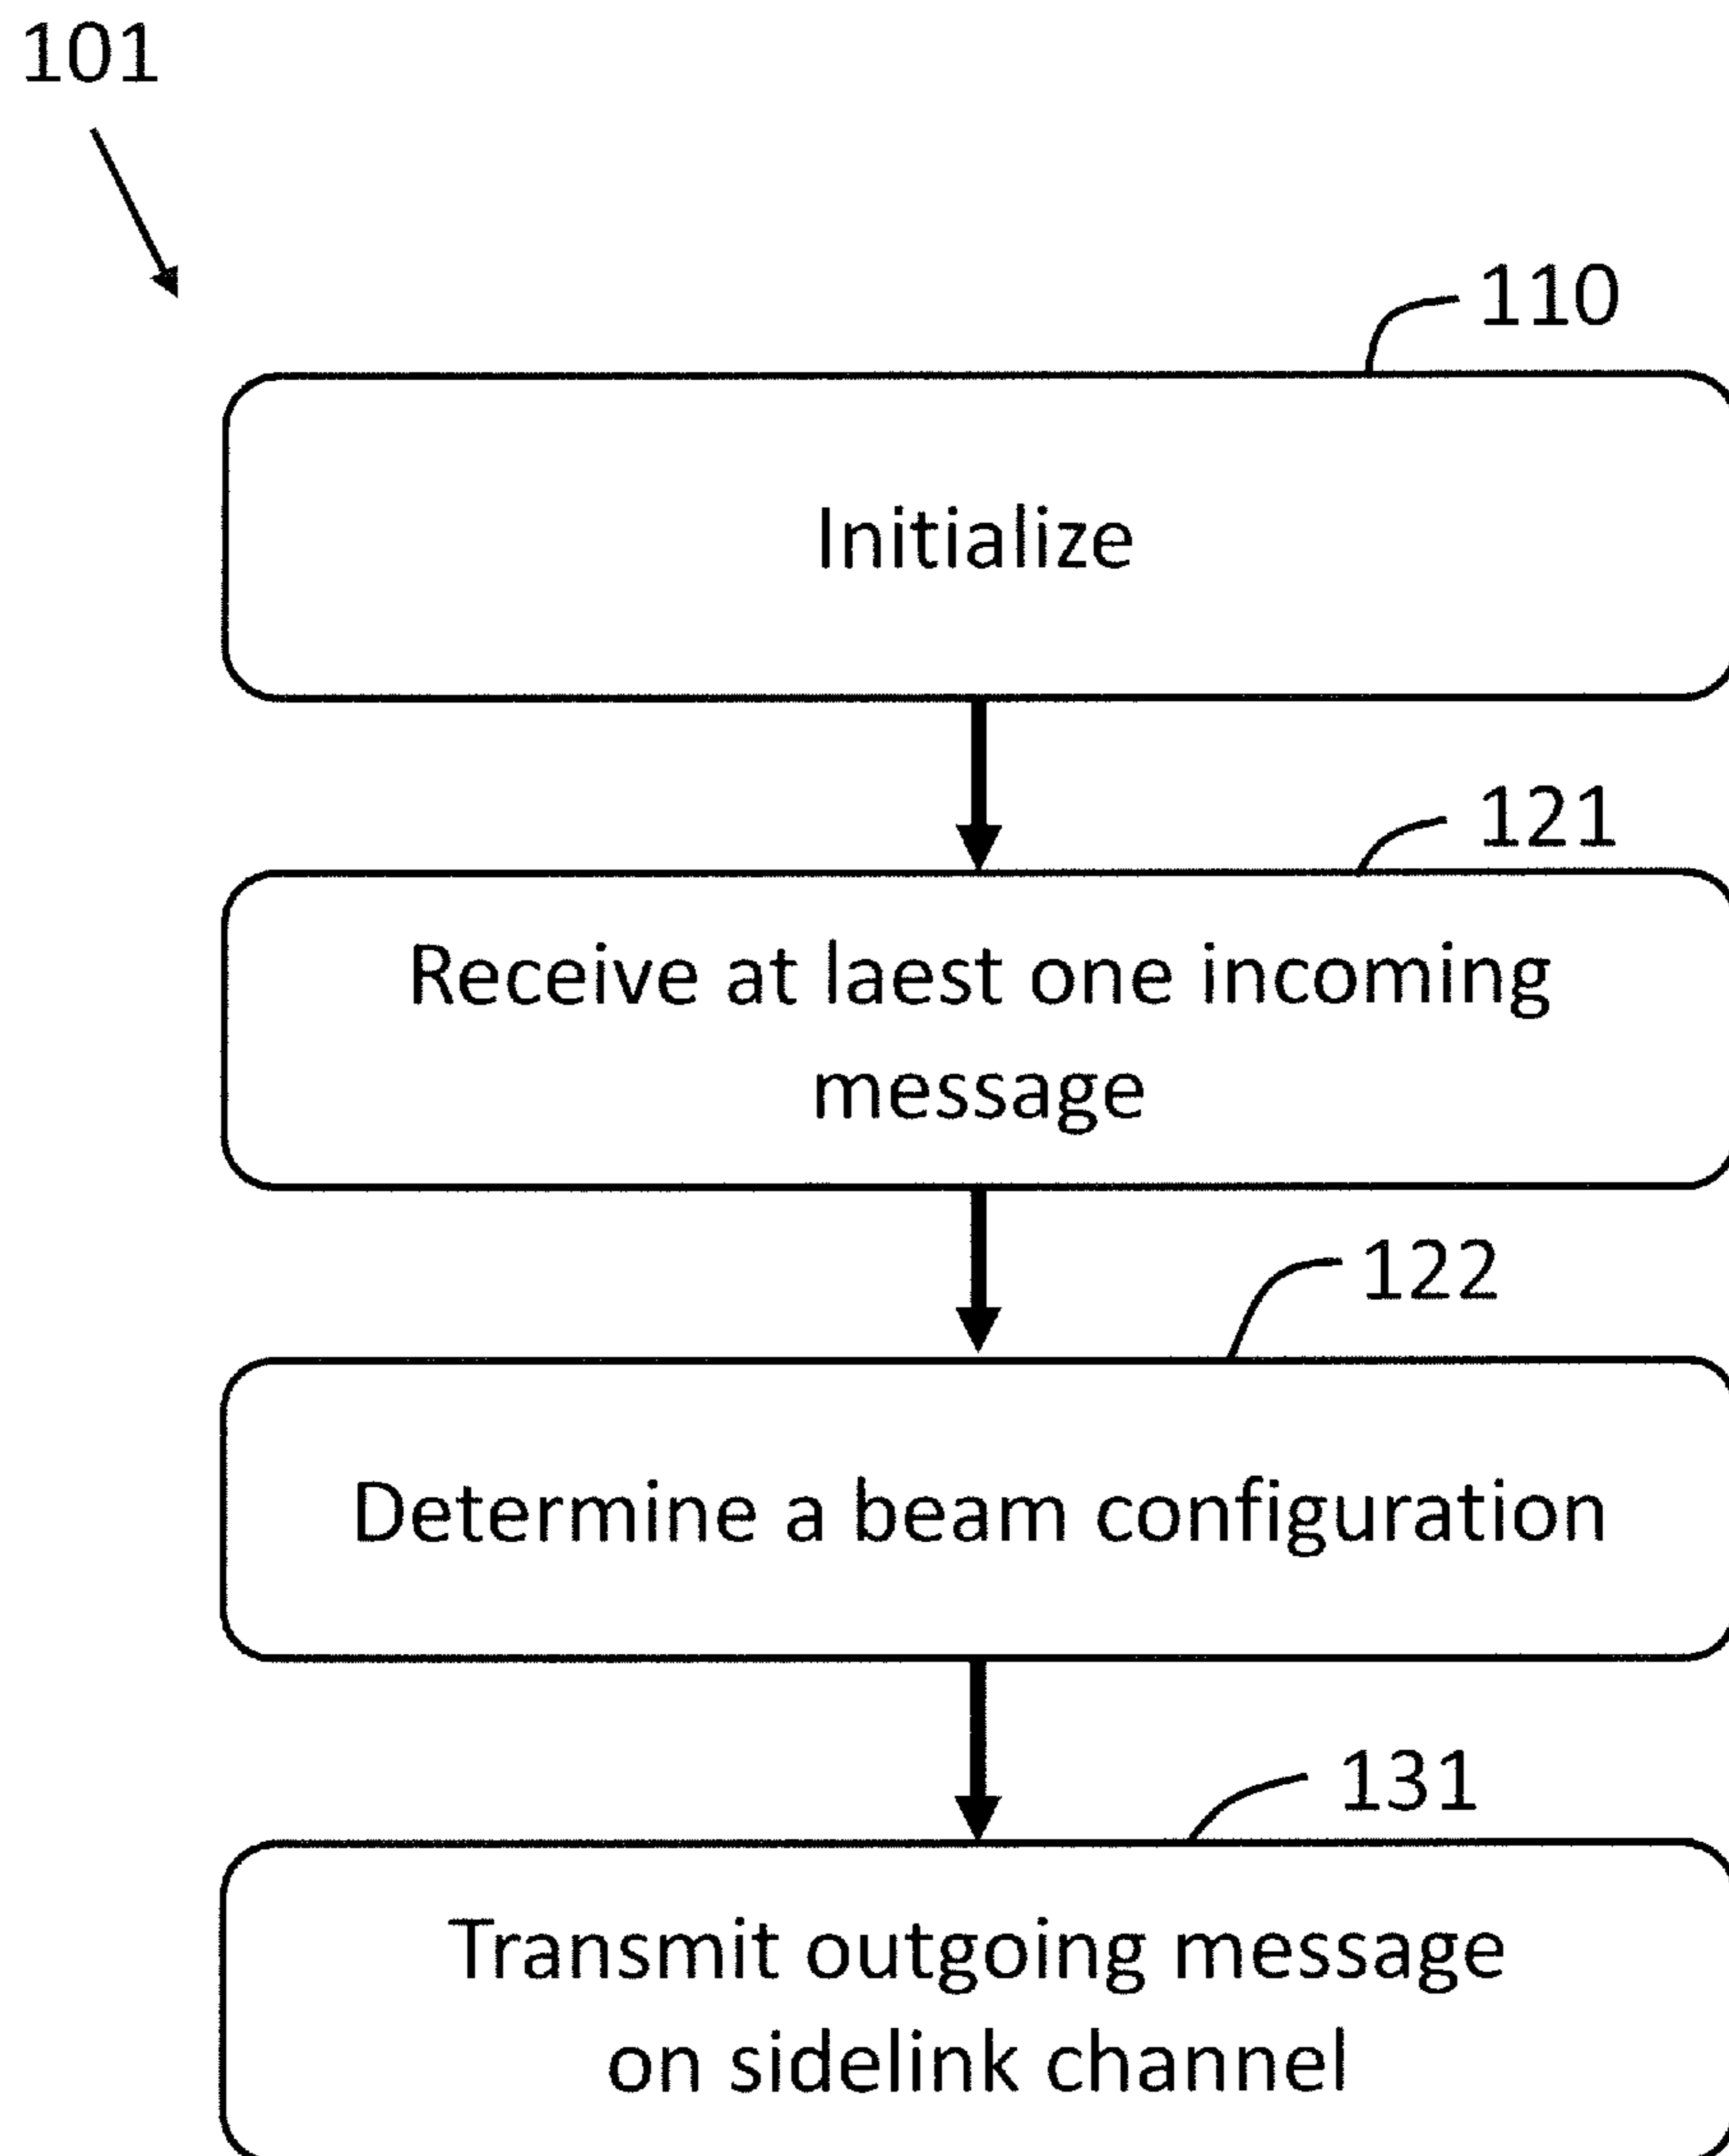 101
110
Initialize
121
Receive at laest one incoming
message
122
Determine a beam configuration
131
Transmit outgoing message
on sidelink channel